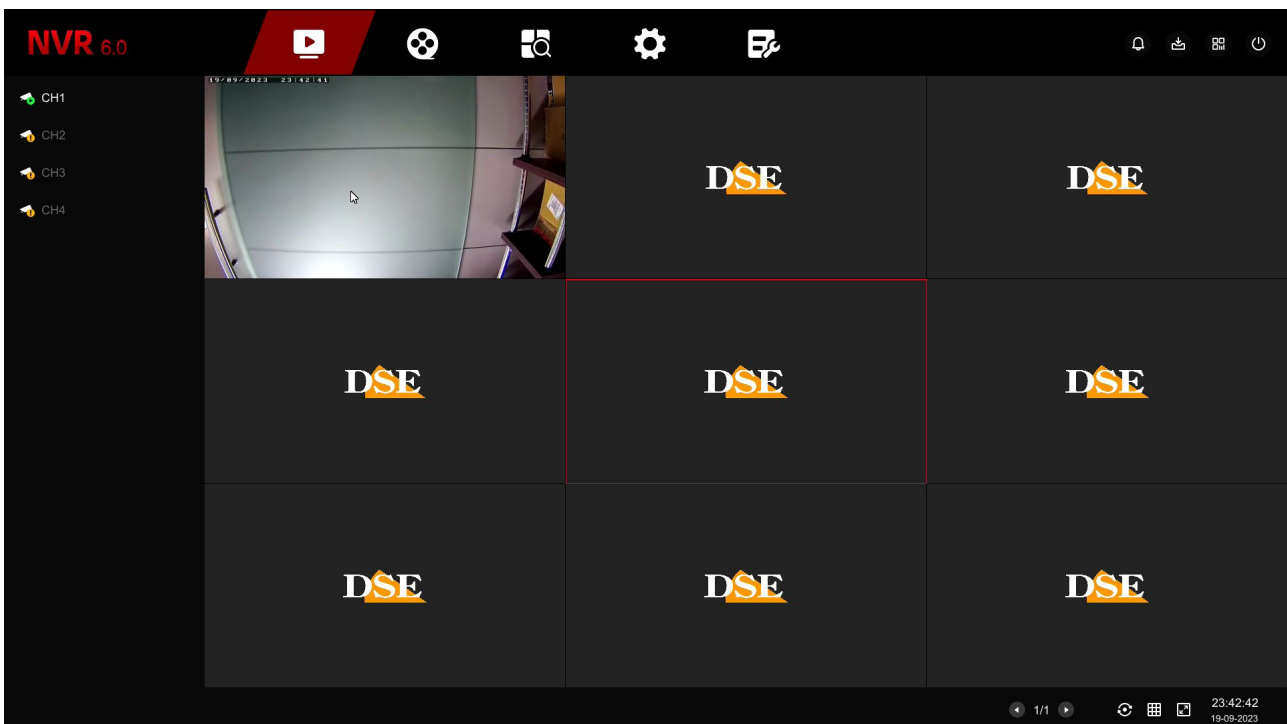 NVR 6.0
CH1
CH2
CH3
CH4
19/09/2023 23:42:41
DSE
DSE
DSE
DSE
DSE
DSE
DSE
DSE
1/1
23:42:42
19-09-2023